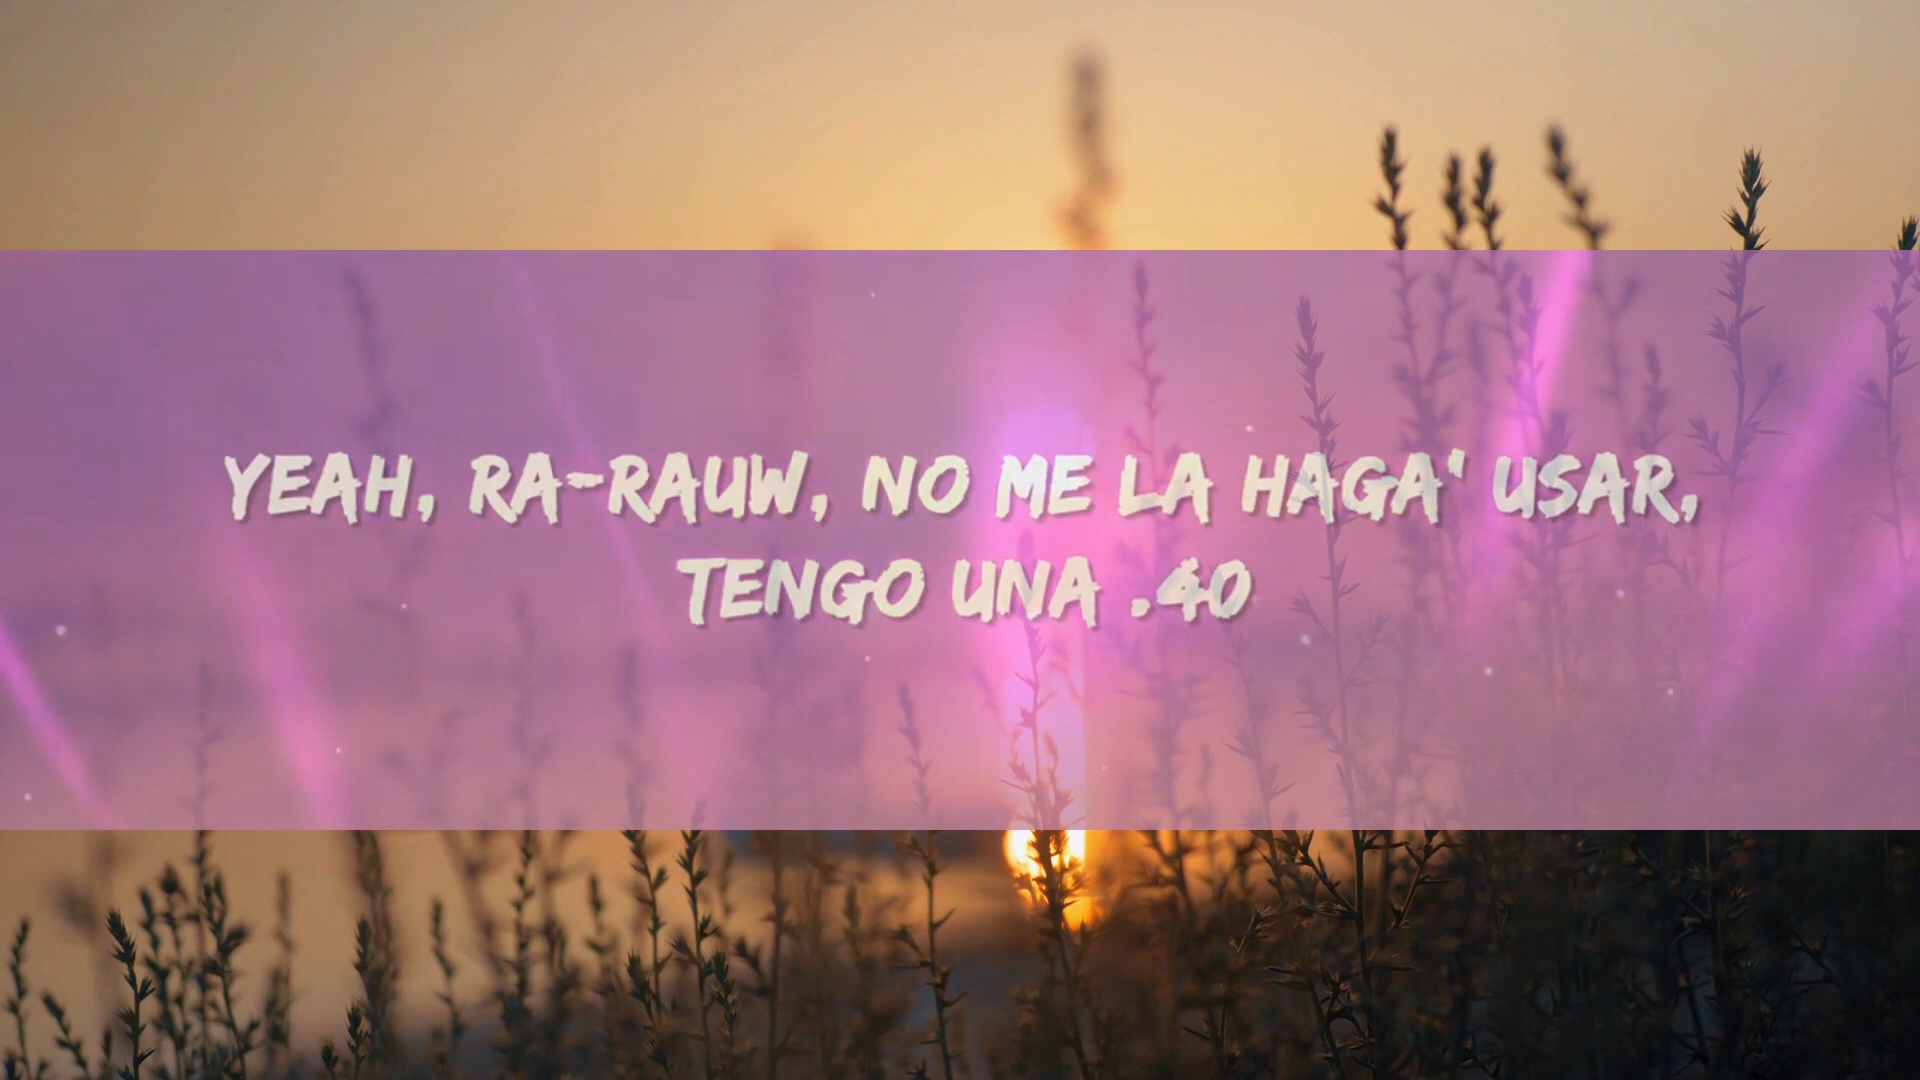 YEAH, RA-RAUW, NO ME LA HAGA' USAR,
TENGO UNA .40